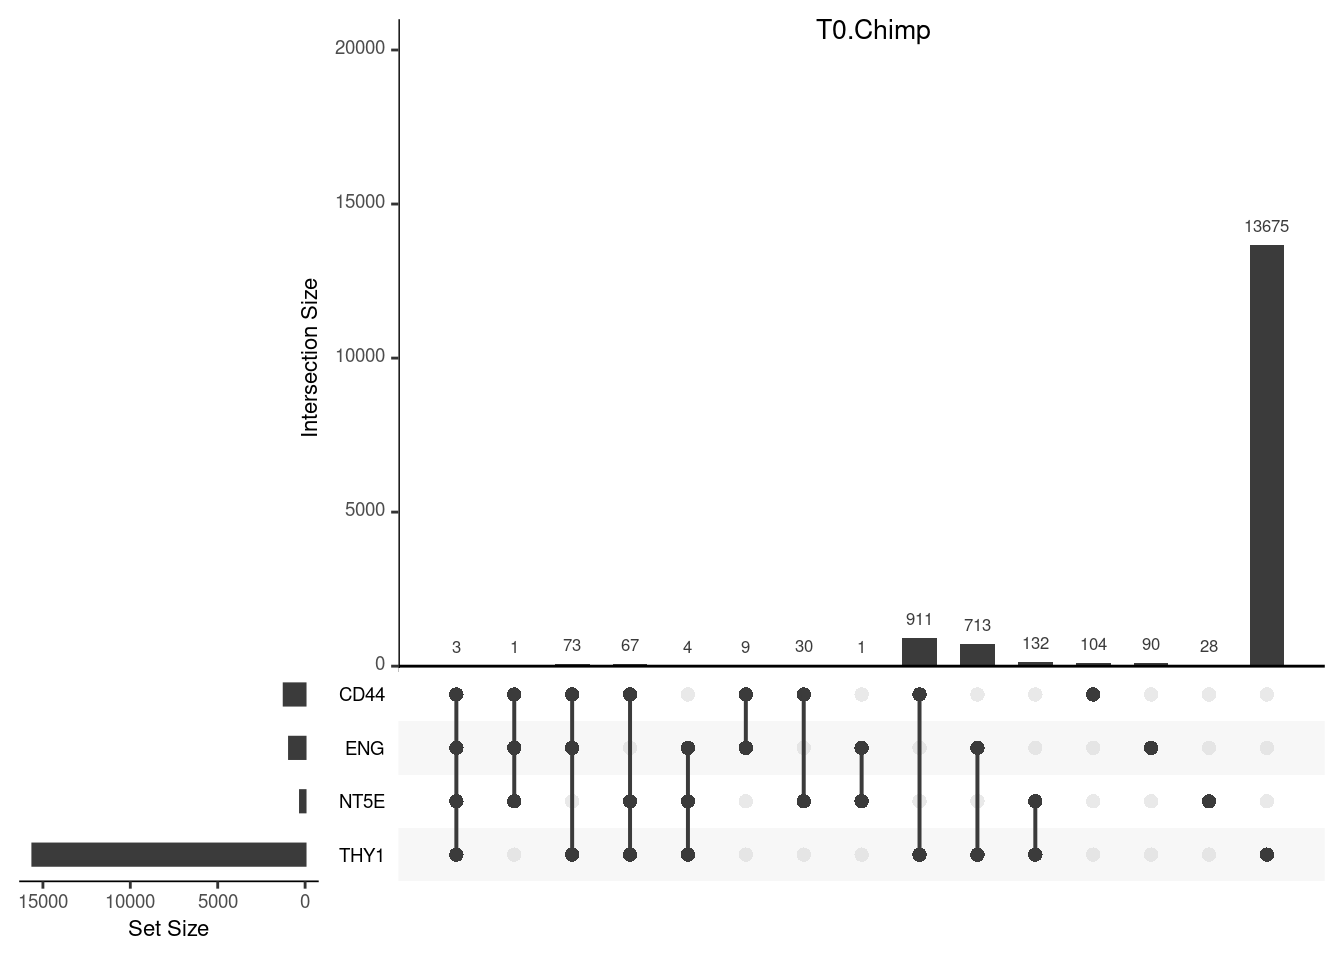 T0.Chimp
20000
15000
10000
5000
0
Intersection Size
13675
3 1 73 67 4 9 30 1 911 713 132 104 90 28
CD44
ENG
NT5E
THY1
15000 10000 5000 0
Set Size